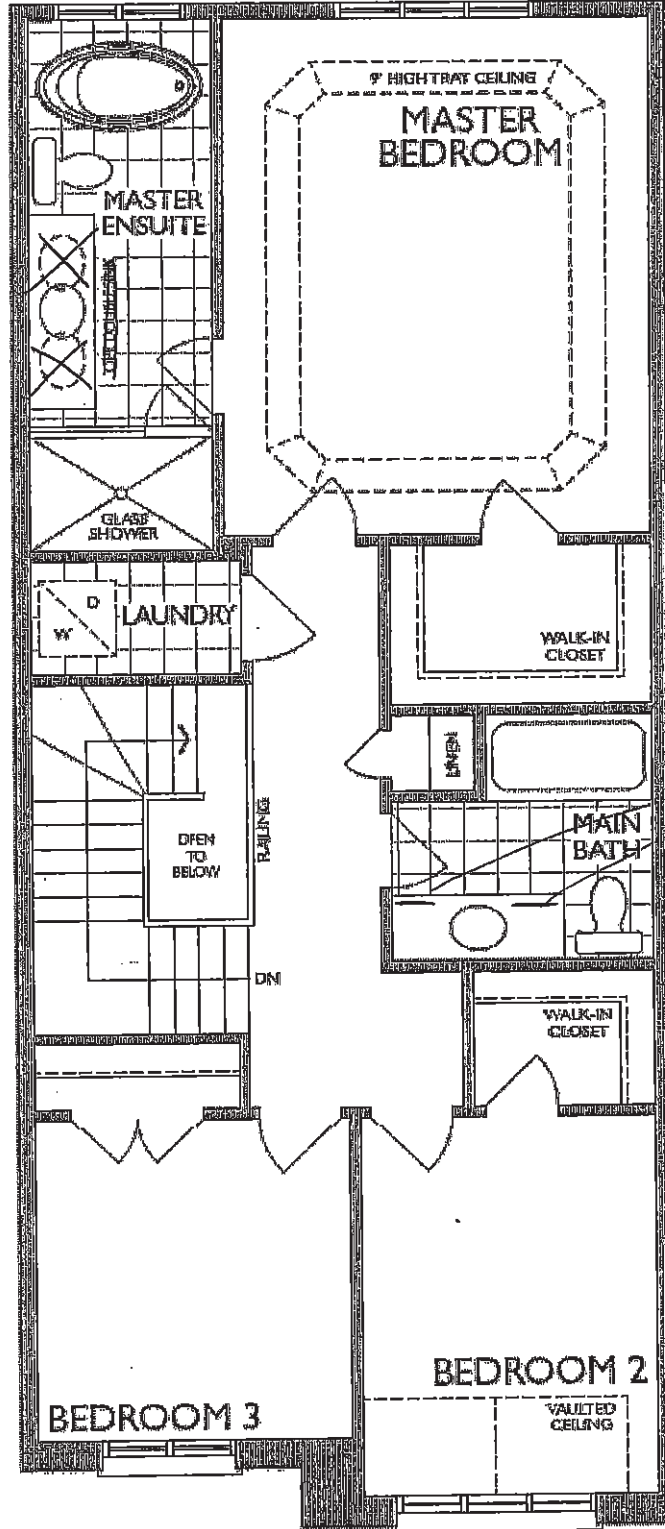 9' HIGH TRAY CEILING
MASTER
BEDROOM
MASTER
ENSUITE
GLASS
SHOWER
LAUNDRY
D
W
WALK-IN
CLOSET
LINEN
RAILING
OPEN
TO
BELOW
MAIN
BATH
DN
WALK-IN
CLOSET
BEDROOM 2
VAULTED
CEILING
BEDROOM 3